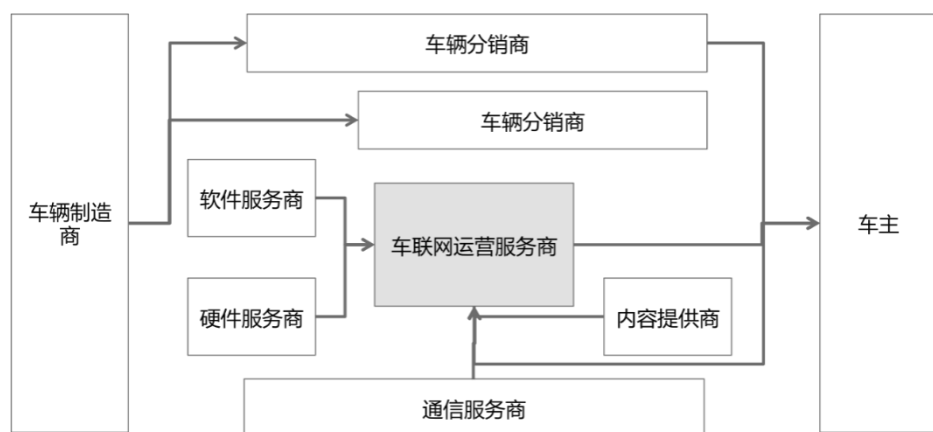 车辆分销商
车辆分销商
软件服务商
车辆制造
商
车联网运营服务商
车主
硬件服务商
内容提供商
通信服务商